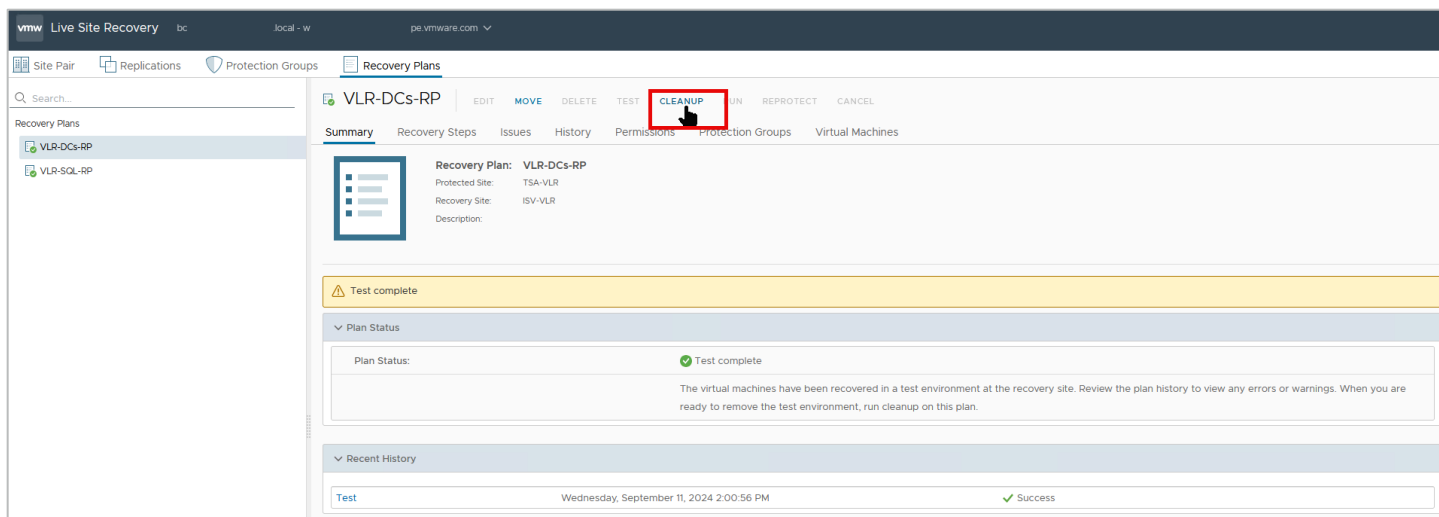 vmw Live Site Recovery bc .local - w pe.vmware.com
Site Pair Replications Protection Groups Recovery Plans
Search...
Recovery Plans
VLR-DCs-RP
VLR-SQL-RP
VLR-DCs-RP EDIT MOVE DELETE TEST CLEANUP UN REPROTECT CANCEL
Summary Recovery Steps Issues History Permissions Protection Groups Virtual Machines
Recovery Plan: VLR-DCs-RP
Protected Site: TSA-VLR
Recovery Site: ISV-VLR
Description:
Test complete
Plan Status
Plan Status: Test complete
The virtual machines have been recovered in a test environment at the recovery site. Review the plan history to view any errors or warnings. When you are
ready to remove the test environment, run cleanup on this plan.
Recent History
Test Wednesday, September 11, 2024 2:00:56 PM Success